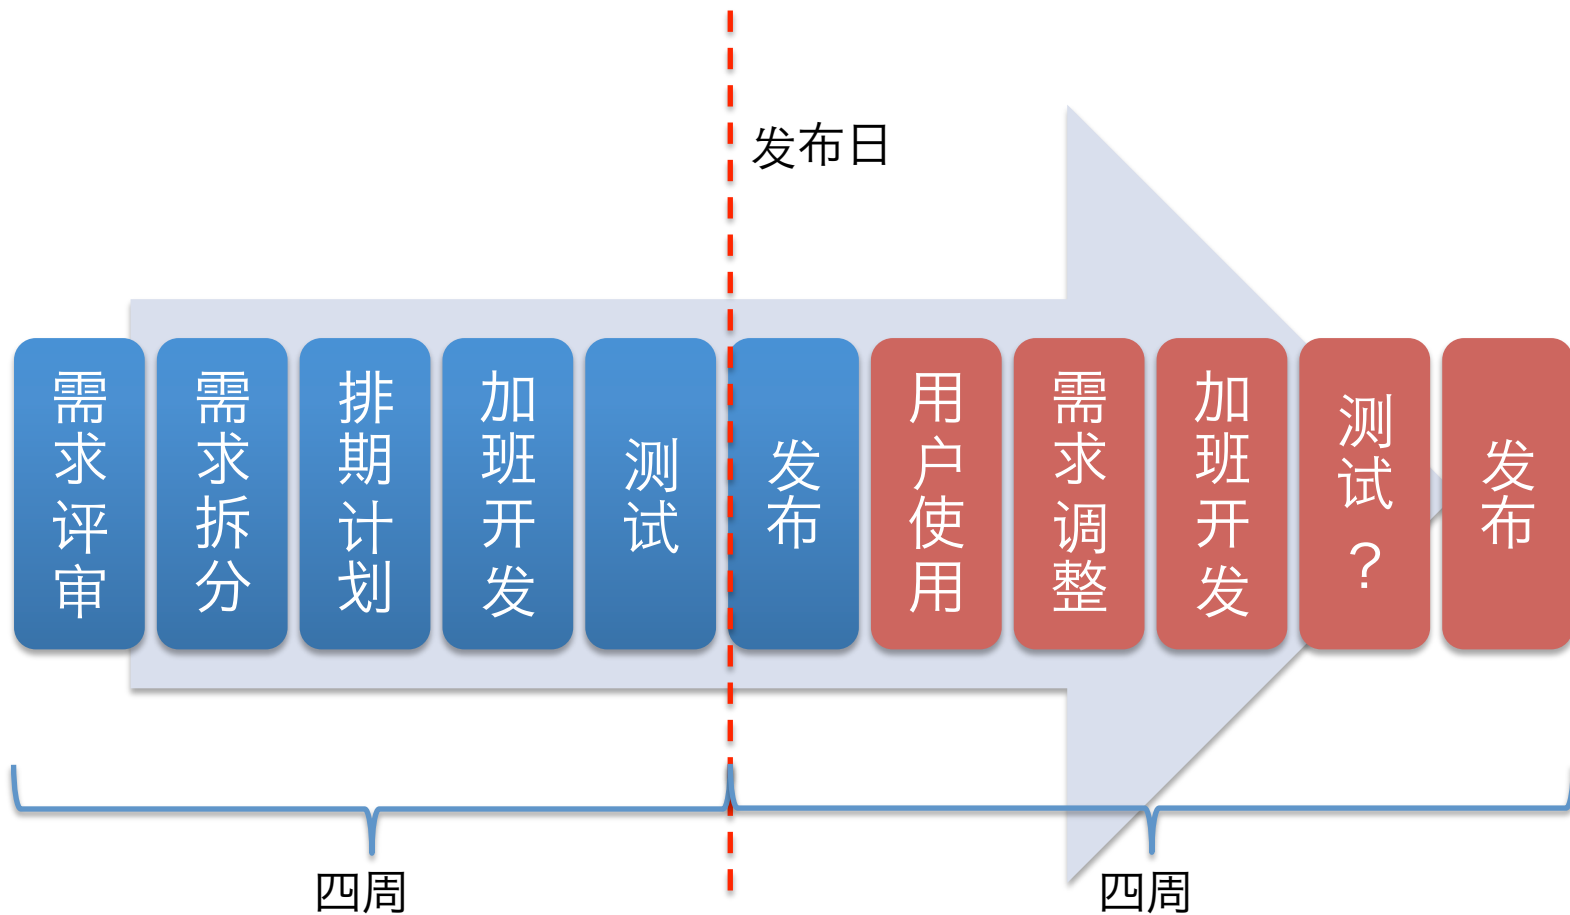 发布日
需求评审
需求拆分
排期计划
加班开发
测试
发布
用户使用
需求调整
加班开发
测试？
发布
四周
四周